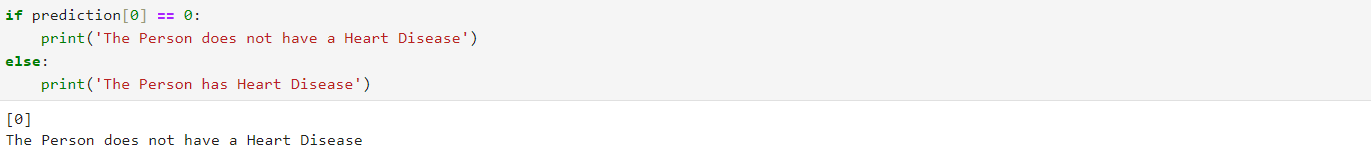 if prediction[0] == 0:
    print('The Person does not have a Heart Disease')
else:
    print('The Person has Heart Disease')
[0]
The Person does not have a Heart Disease